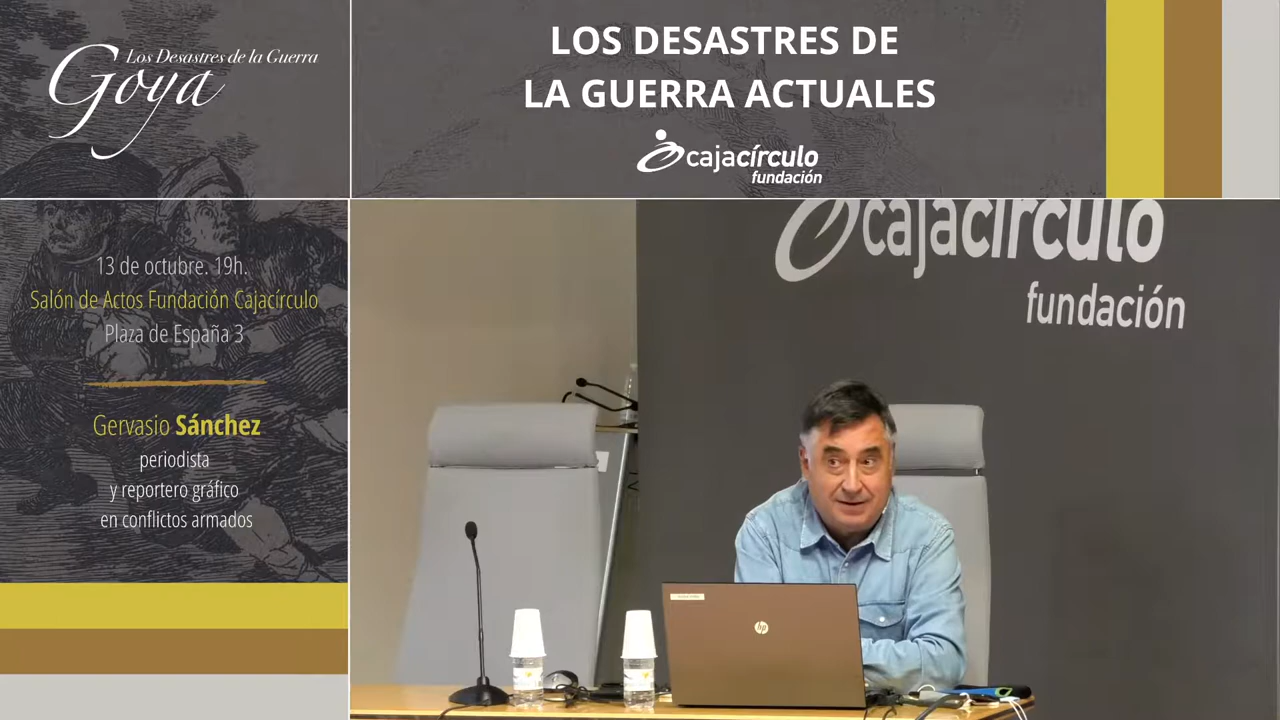 Los Desastres de la Guerra
Goya
LOS DESASTRES DE
LA GUERRA ACTUALES
cajacírculo
fundación
13 de octubre. 19h.
Salón de Actos Fundación Cajacírculo
Plaza de España 3
Gervasio Sánchez
periodista
y reportero gráfico
en conflictos armados
cajacírculo
fundación
hp